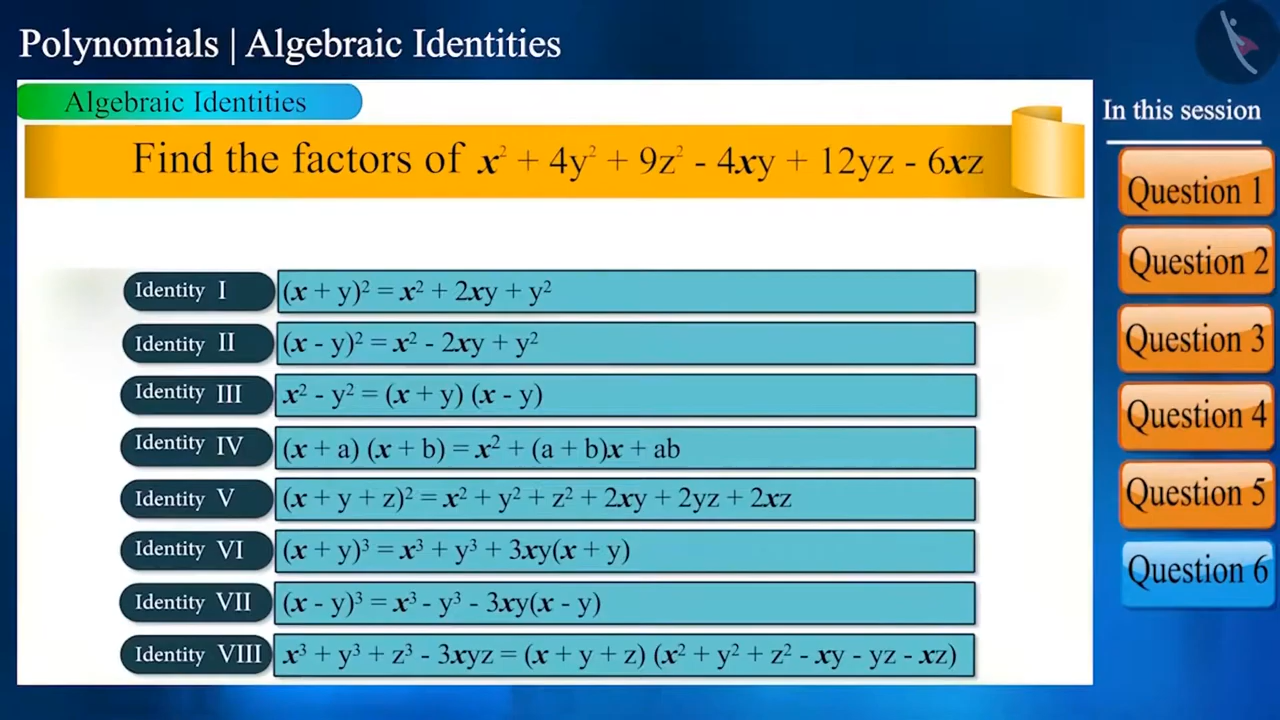 Polynomials | Algebraic Identities
Algebraic Identities
Find the factors of x² + 4y² + 9z² - 4xy + 12yz - 6xz
Identity I (x + y)² = x² + 2xy + y²
Identity II (x - y)² = x² - 2xy + y²
Identity III x² - y² = (x + y) (x - y)
Identity IV (x + a) (x + b) = x² + (a + b)x + ab
Identity V (x + y + z)² = x² + y² + z² + 2xy + 2yz + 2xz
Identity VI (x + y)³ = x³ + y³ + 3xy(x + y)
Identity VII (x - y)³ = x³ - y³ - 3xy(x - y)
Identity VIII x³ + y³ + z³ - 3xyz = (x + y + z) (x² + y² + z² - xy - yz - xz)
In this session
Question 1
Question 2
Question 3
Question 4
Question 5
Question 6